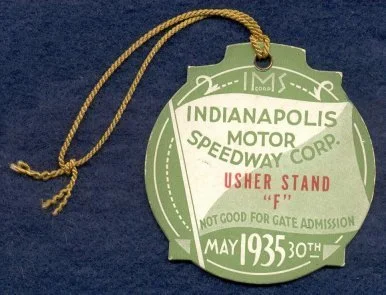 IMS
CORP.
INDIANAPOLIS
MOTOR
SPEEDWAY CORP.
USHER STAND
"F"
NOT GOOD FOR GATE ADMISSION
MAY 1935 30TH